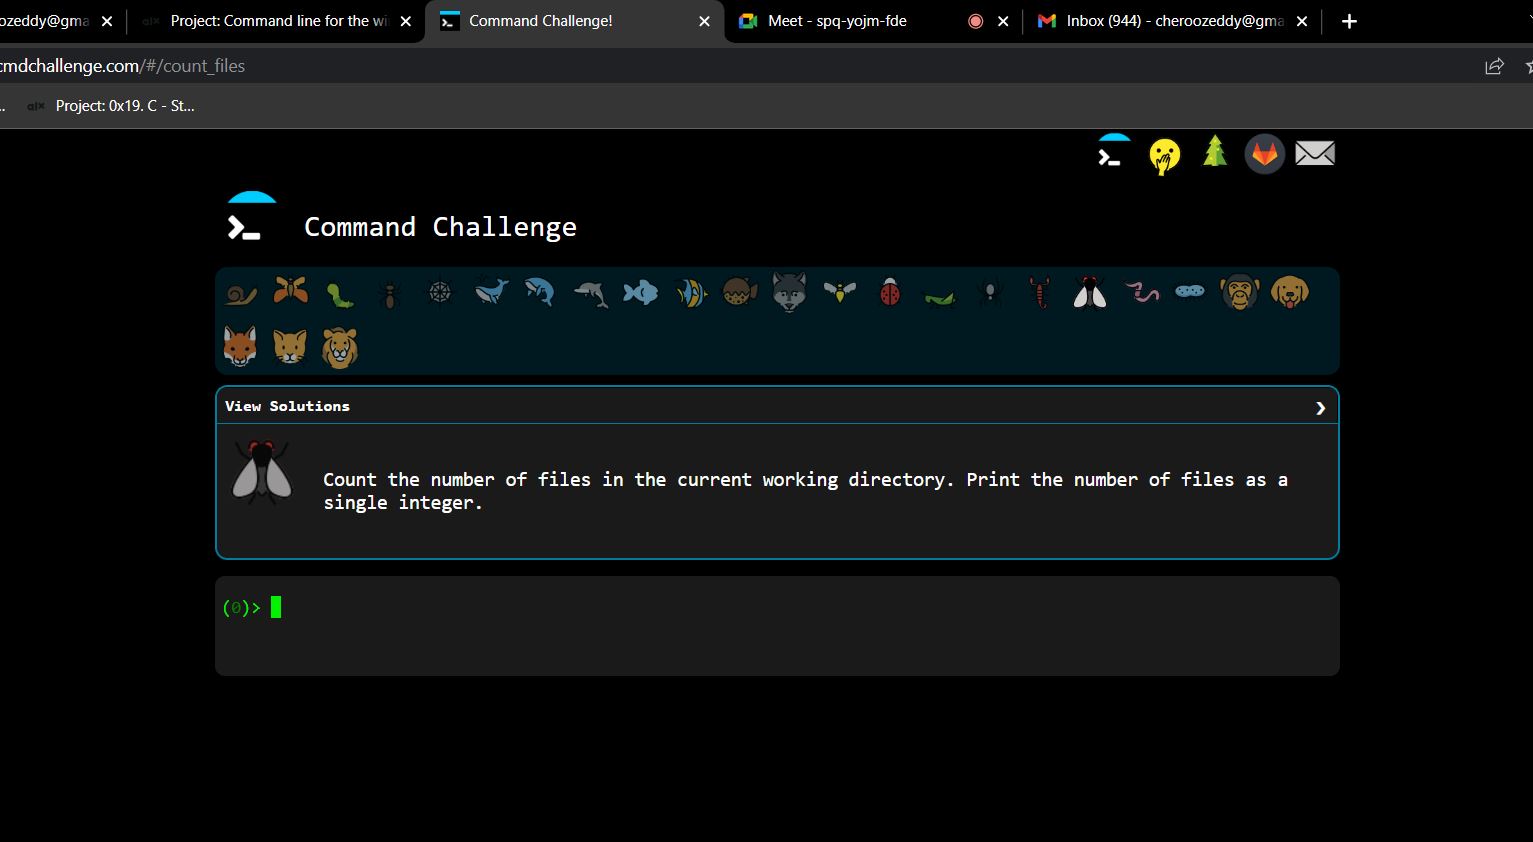 ozeddy@gma
Project: Command line for the wi
Command Challenge!
Meet - spq-yojm-fde
Inbox (944) - cheroozeddy@gma
cmdchallenge.com/#/count_files
alx Project: 0x19. C - St...
Command Challenge
View Solutions
Count the number of files in the current working directory. Print the number of files as a
single integer.
(0)>